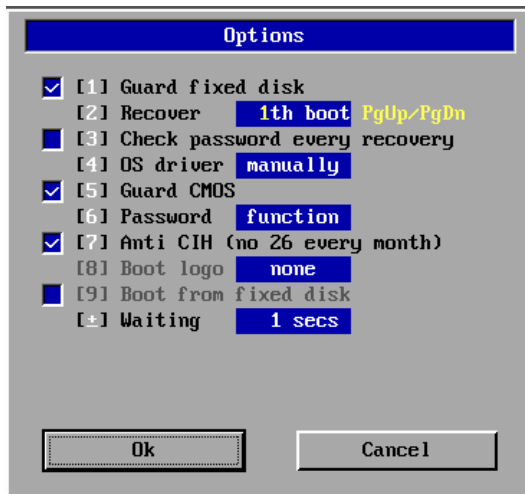 Options
[1] Guard fixed disk
[2] Recover 1th boot PgUp/PgDn
[3] Check password every recovery
[4] OS driver manually
[5] Guard CMOS
[6] Password function
[7] Anti CIH (no 26 every month)
[8] Boot logo none
[9] Boot from fixed disk
[±] Waiting 1 secs
Ok Cancel